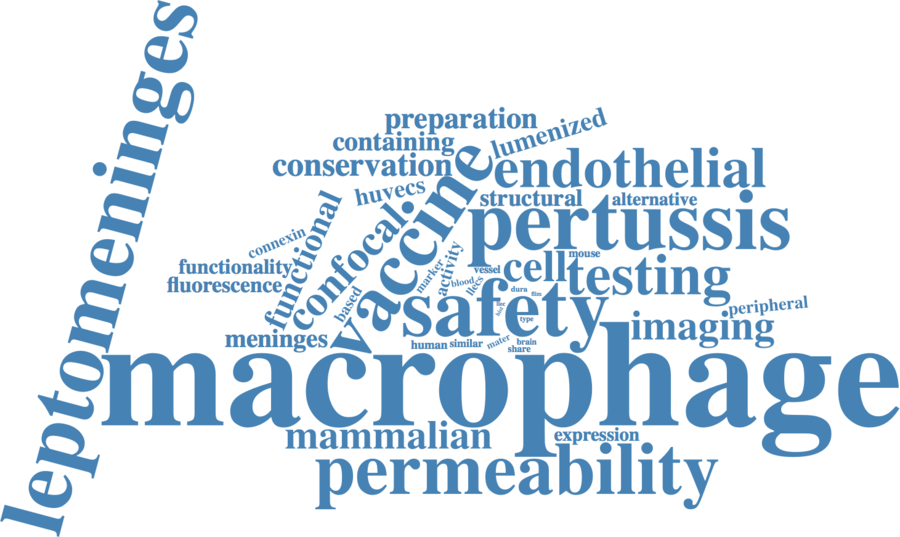 leptomeninges
preparation
lumenized
containing
conservation
vaccine
endothelial
huvecs
structural
alternative
functional
confocal.
pertussis
connexin
functionality
fluorescence
activity
marker
vessel
cell
mouse
testing
blood
llecs
based
safety
dura
type
peripheral
imaging
meninges
human
similar
mater
brain
share
macrophage
mammalian
expression
permeability